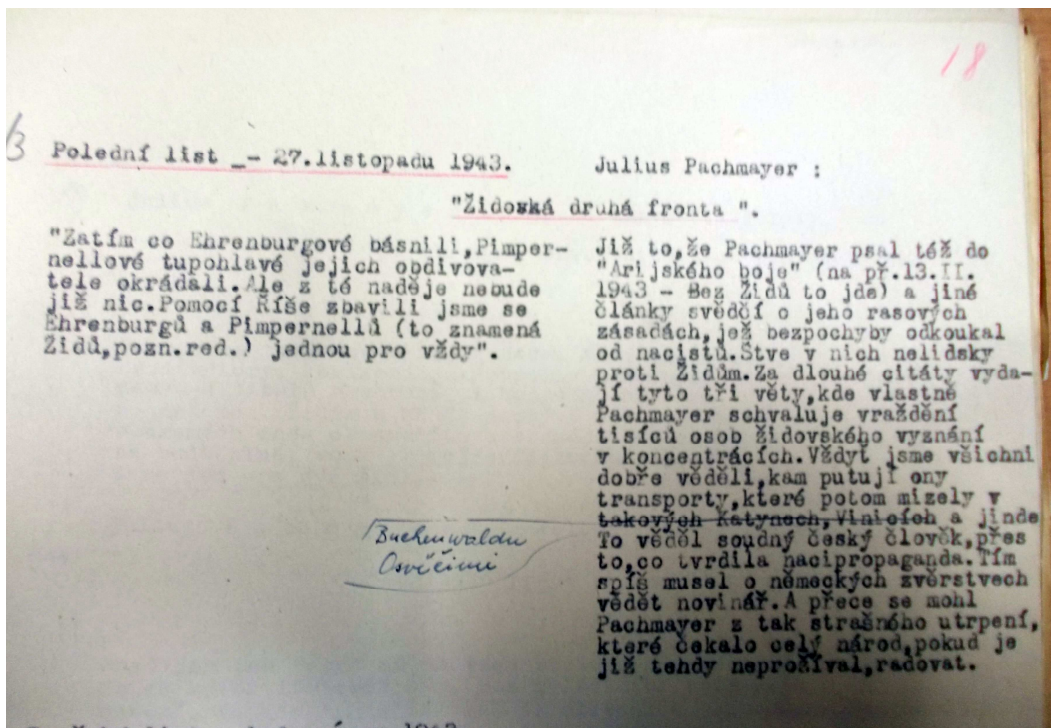 18
3
Polední list _- 27.listopadu 1943.
Julius Pachmayer :
"Židovská druhá fronta ".
"Zatím co Ehrenburgové básnili,Pimper-
nellové tupohlavé jejich obdivova-
tele okrádali.Ale z té naděje nebude
již nic.Pomocí Říše zbavili jsme se
Ehrenburgů a Pimpernellů (to znamená
Židů,pozn.red.) jednou pro vždy".
Již to,že Pachmayer psal též do
"Arijského boje" (na př.13.II.
1943 - Bez Židů to jde) a jiné
články svědčí o jeho rasových
zásadách,jež bezpochyby odkoukal
od nacistů.Štve v nich nelidsky
proti Židům.Za dlouhé citáty vydа-
jí tyto tři věty,kde vlastně
Pachmayer schvaluje vraždění
tisíců osob židovského vyznání
v koncentrácích.Vždyť jsme všichni
dobře věděli,kam putují ony
transporty,které potom mizely v
takových Katynech,Vinicích a jinde
Buchenwaldu
Osvěčimi
To věděl soudný český člověk,přes
to,co tvrdila nacipropaganda.Tím
spíš musel o německých zvěrstvech
vědět novinář.A přece se mohl
Pachmayer z tak strašného utrpení,
které čekalo celý národ,pokud je
již tehdy neprožíval,radovat.